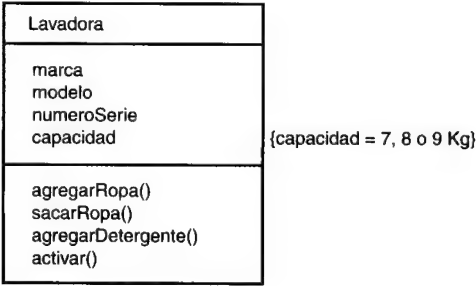 Lavadora
marca
modelo
numeroSerie
capacidad {capacidad = 7, 8 o 9 Kg}
agregarRopa()
sacarRopa()
agregarDetergente()
activar()